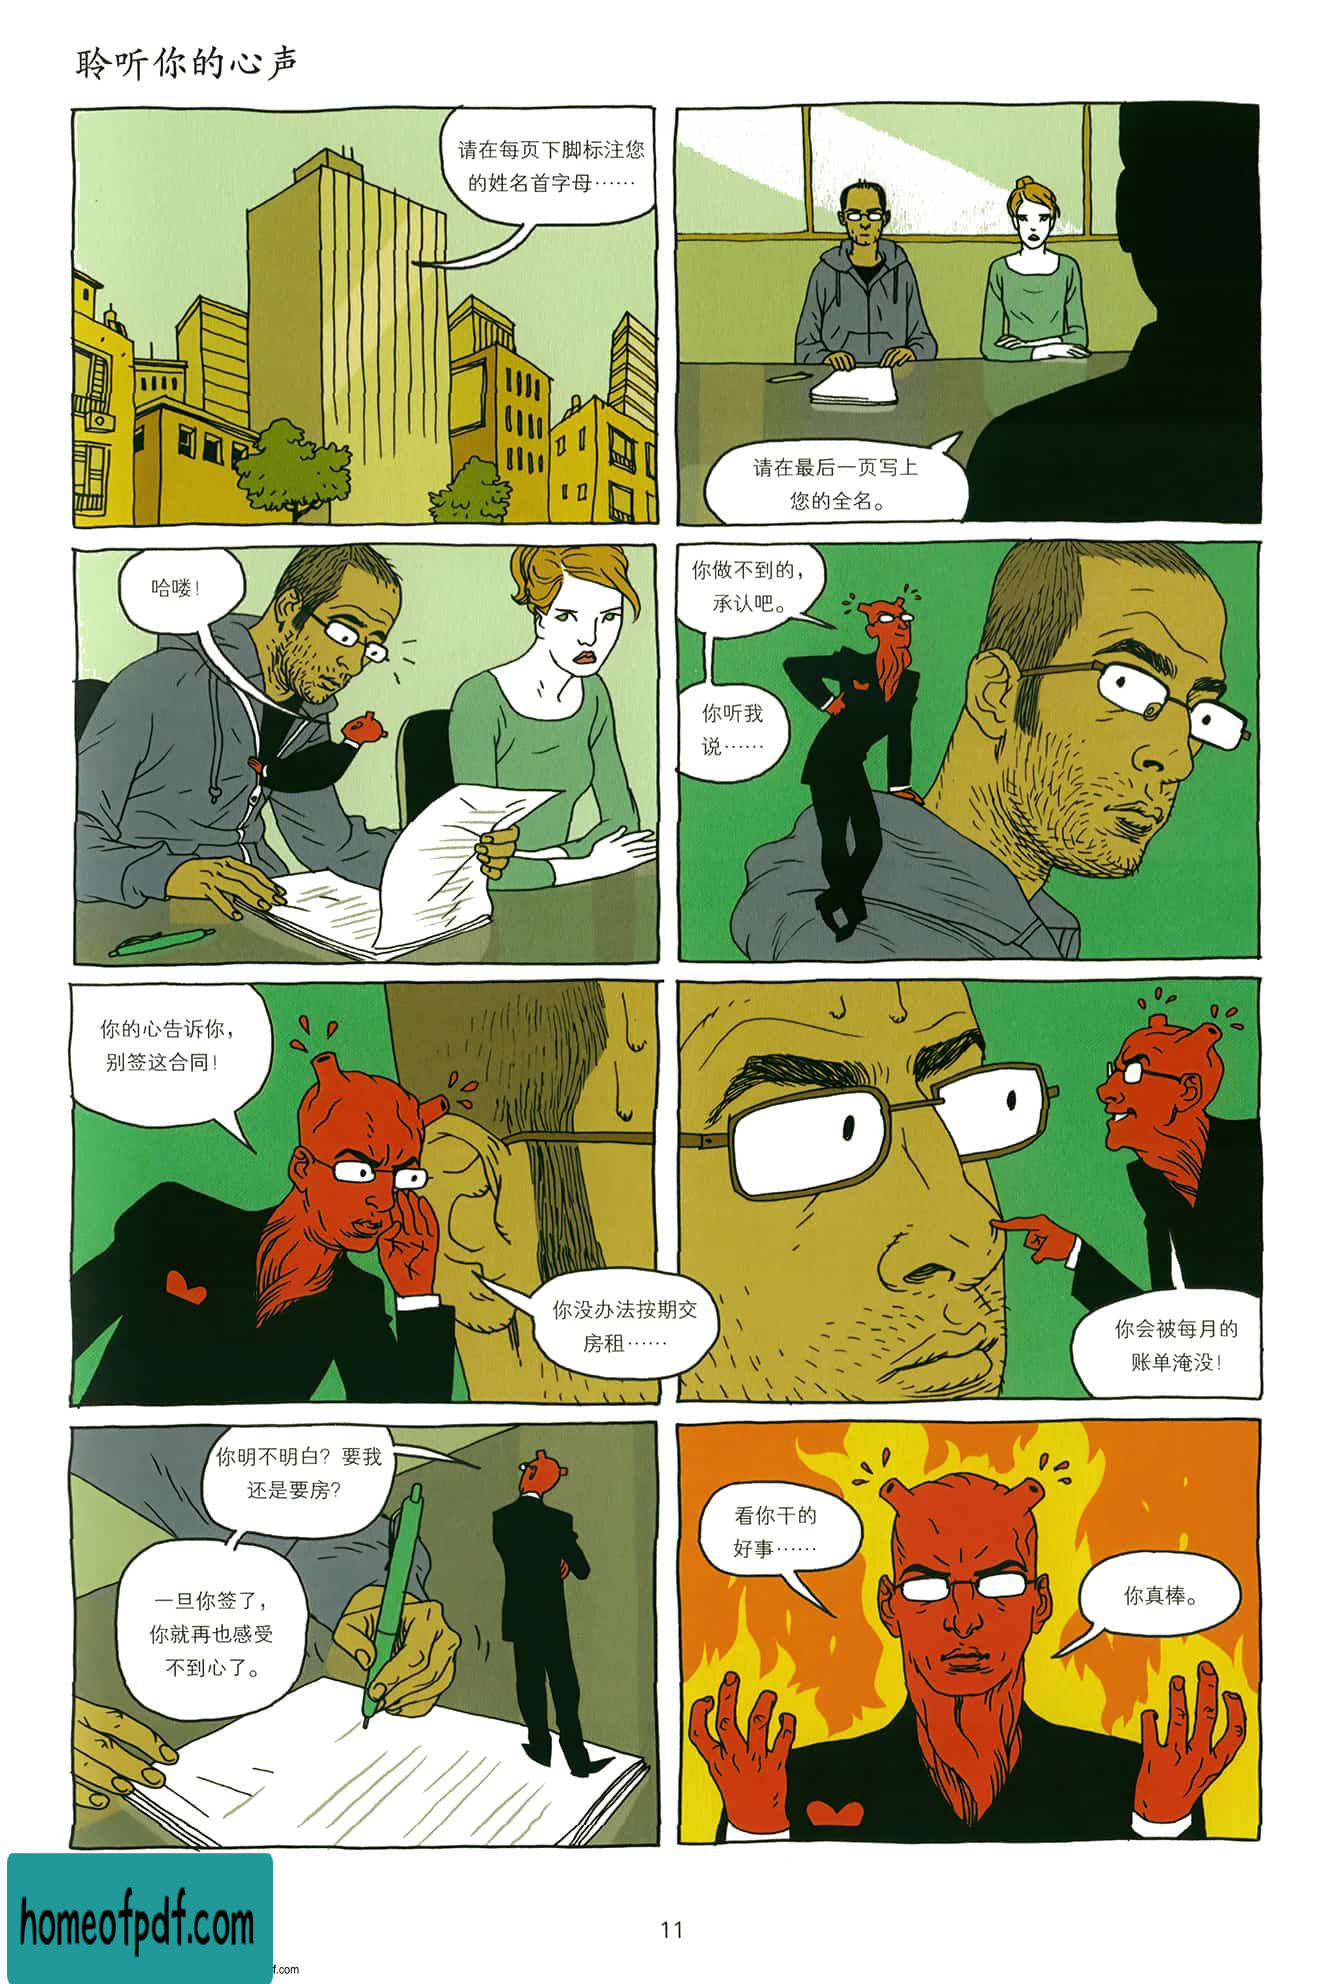 聆听你的心声
请在每页下脚标注您
的姓名首字母……
请在最后一页写上
您的全名。
哈喽！
你做不到的，
承认吧。
你听我
说……
你的心告诉你，
别签这合同！
你没办法按期交
房租……
你会被每月的
账单淹没！
你明不明白？要我
还是要房？
一旦你签了，
你就再也感受
不到心了。
看你干的
好事……
你真棒。
11
homeofpdf.com
f.com